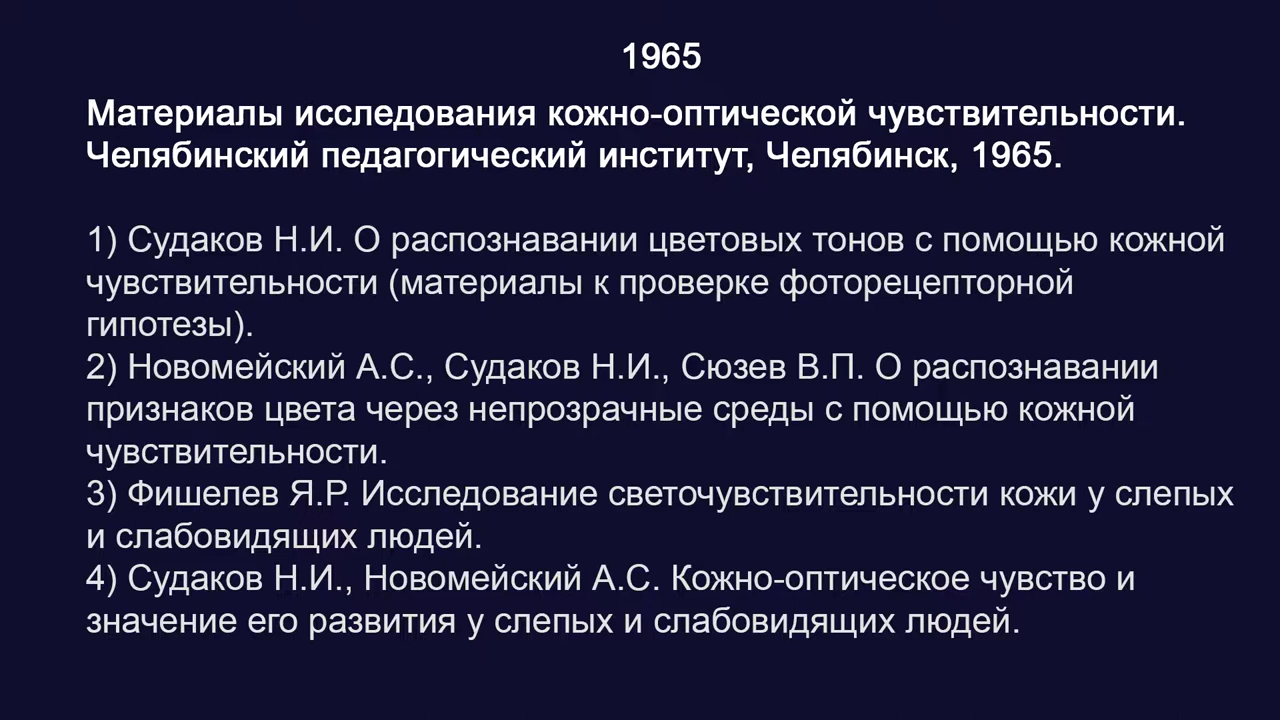 1965
Материалы исследования кожно-оптической чувствительности.
Челябинский педагогический институт, Челябинск, 1965.
1) Судаков Н.И. О распознавании цветовых тонов с помощью кожной
чувствительности (материалы к проверке фоторецепторной
гипотезы).
2) Новомейский А.С., Судаков Н.И., Сюзев В.П. О распознавании
признаков цвета через непрозрачные среды с помощью кожной
чувствительности.
3) Фишелев Я.Р. Исследование светочувствительности кожи у слепых
и слабовидящих людей.
4) Судаков Н.И., Новомейский А.С. Кожно-оптическое чувство и
значение его развития у слепых и слабовидящих людей.